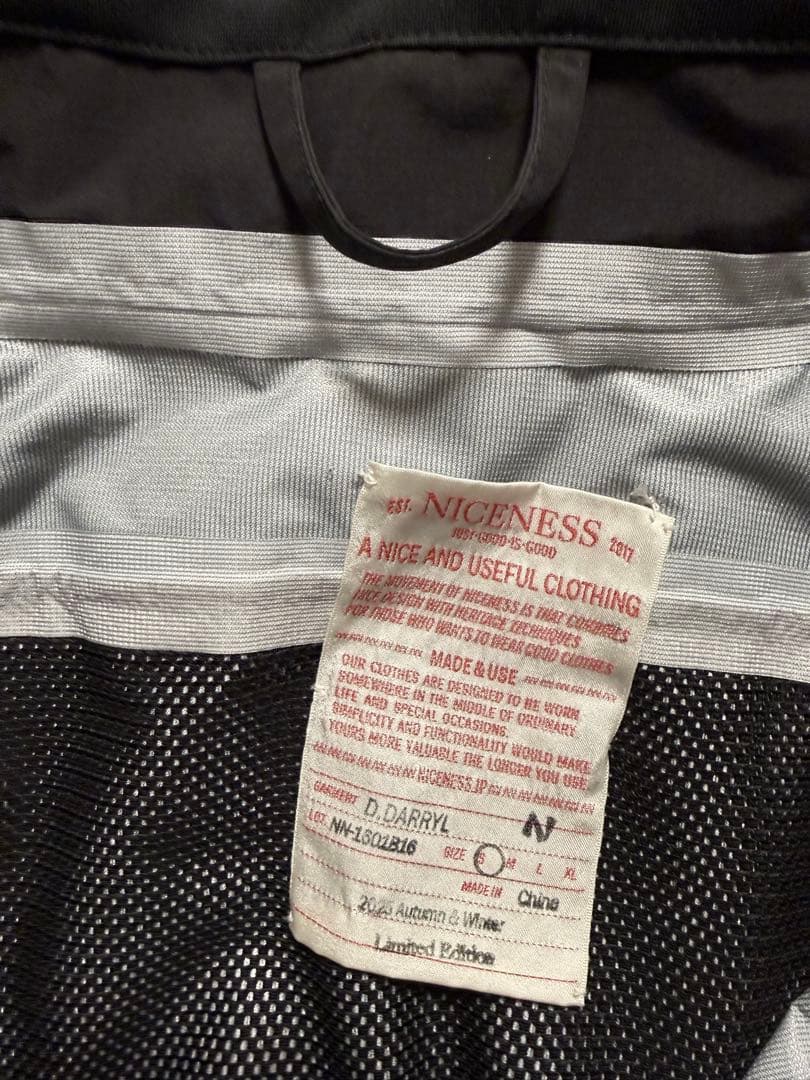 EST. NICENESS 2017
JUST-GOOD-IS-GOOD
A NICE AND USEFUL CLOTHING
THE MOVEMENT OF NICENESS IS THAT COMBINES
NICE DESIGN WITH HERITAGE TECHNIQUES
FOR THOSE WHO WANTS TO WEAR GOOD CLOTHES
MADE & USE
OUR CLOTHES ARE DESIGNED TO BE WORN
SOMEWHERE IN THE MIDDLE OF ORDINARY
LIFE AND SPECIAL OCCASIONS.
SIMPLICITY AND FUNCTIONALITY WOULD MAKE
YOURS MORE VALUABLE THE LONGER YOU USE
NICENESS.JP
GARMENT D.DARRYL N
LOT. SIZE S M L XL
MADE IN China
Autumn & Winter
Limited Edition